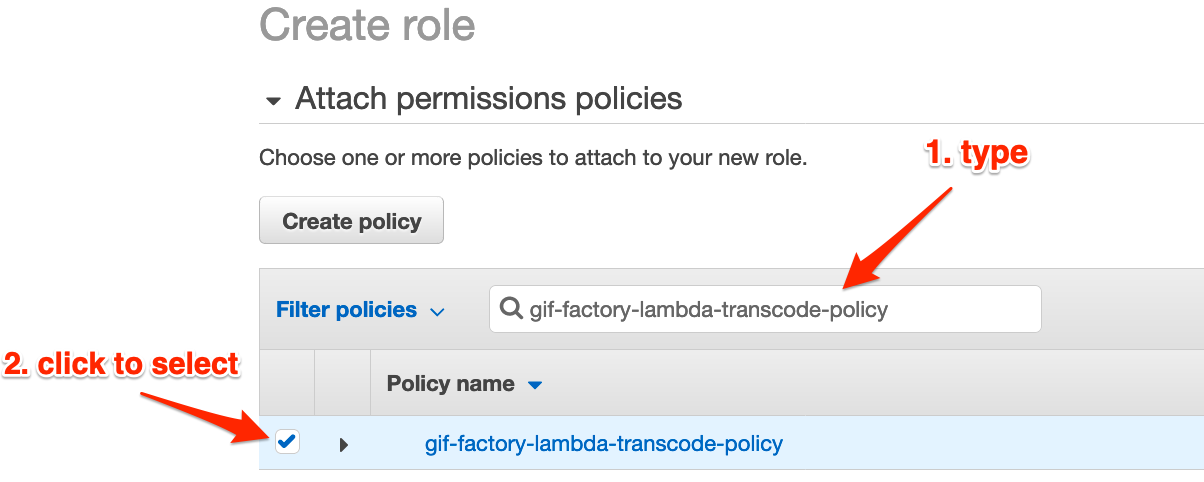 Create role
Attach permissions policies
Choose one or more policies to attach to your new role.
1. type
Create policy
Filter policies
gif-factory-lambda-transcode-policy
2. click to select
Policy name
gif-factory-lambda-transcode-policy